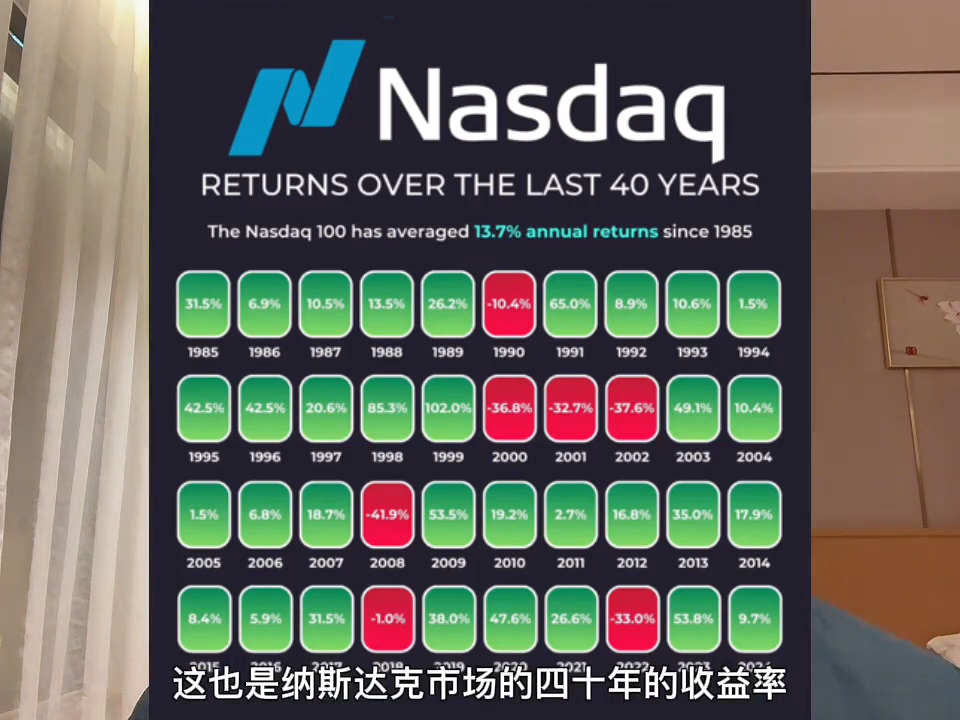 Nasdaq
RETURNS OVER THE LAST 40 YEARS
The Nasdaq 100 has averaged 13.7% annual returns since 1985
31.5% 6.9% 10.5% 13.5% 26.2% -10.4% 65.0% 8.9% 10.6% 1.5%
1985 1986 1987 1988 1989 1990 1991 1992 1993 1994
42.5% 42.5% 20.6% 85.3% 102.0% -36.8% -32.7% -37.6% 49.1% 10.4%
1995 1996 1997 1998 1999 2000 2001 2002 2003 2004
1.5% 6.8% 18.7% -41.9% 53.5% 19.2% 2.7% 16.8% 35.0% 17.9%
2005 2006 2007 2008 2009 2010 2011 2012 2013 2014
8.4% 5.9% 31.5% -1.0% 38.0% 47.6% 26.6% -33.0% 53.8% 9.7%
这也是纳斯达克市场的四十年的收益率